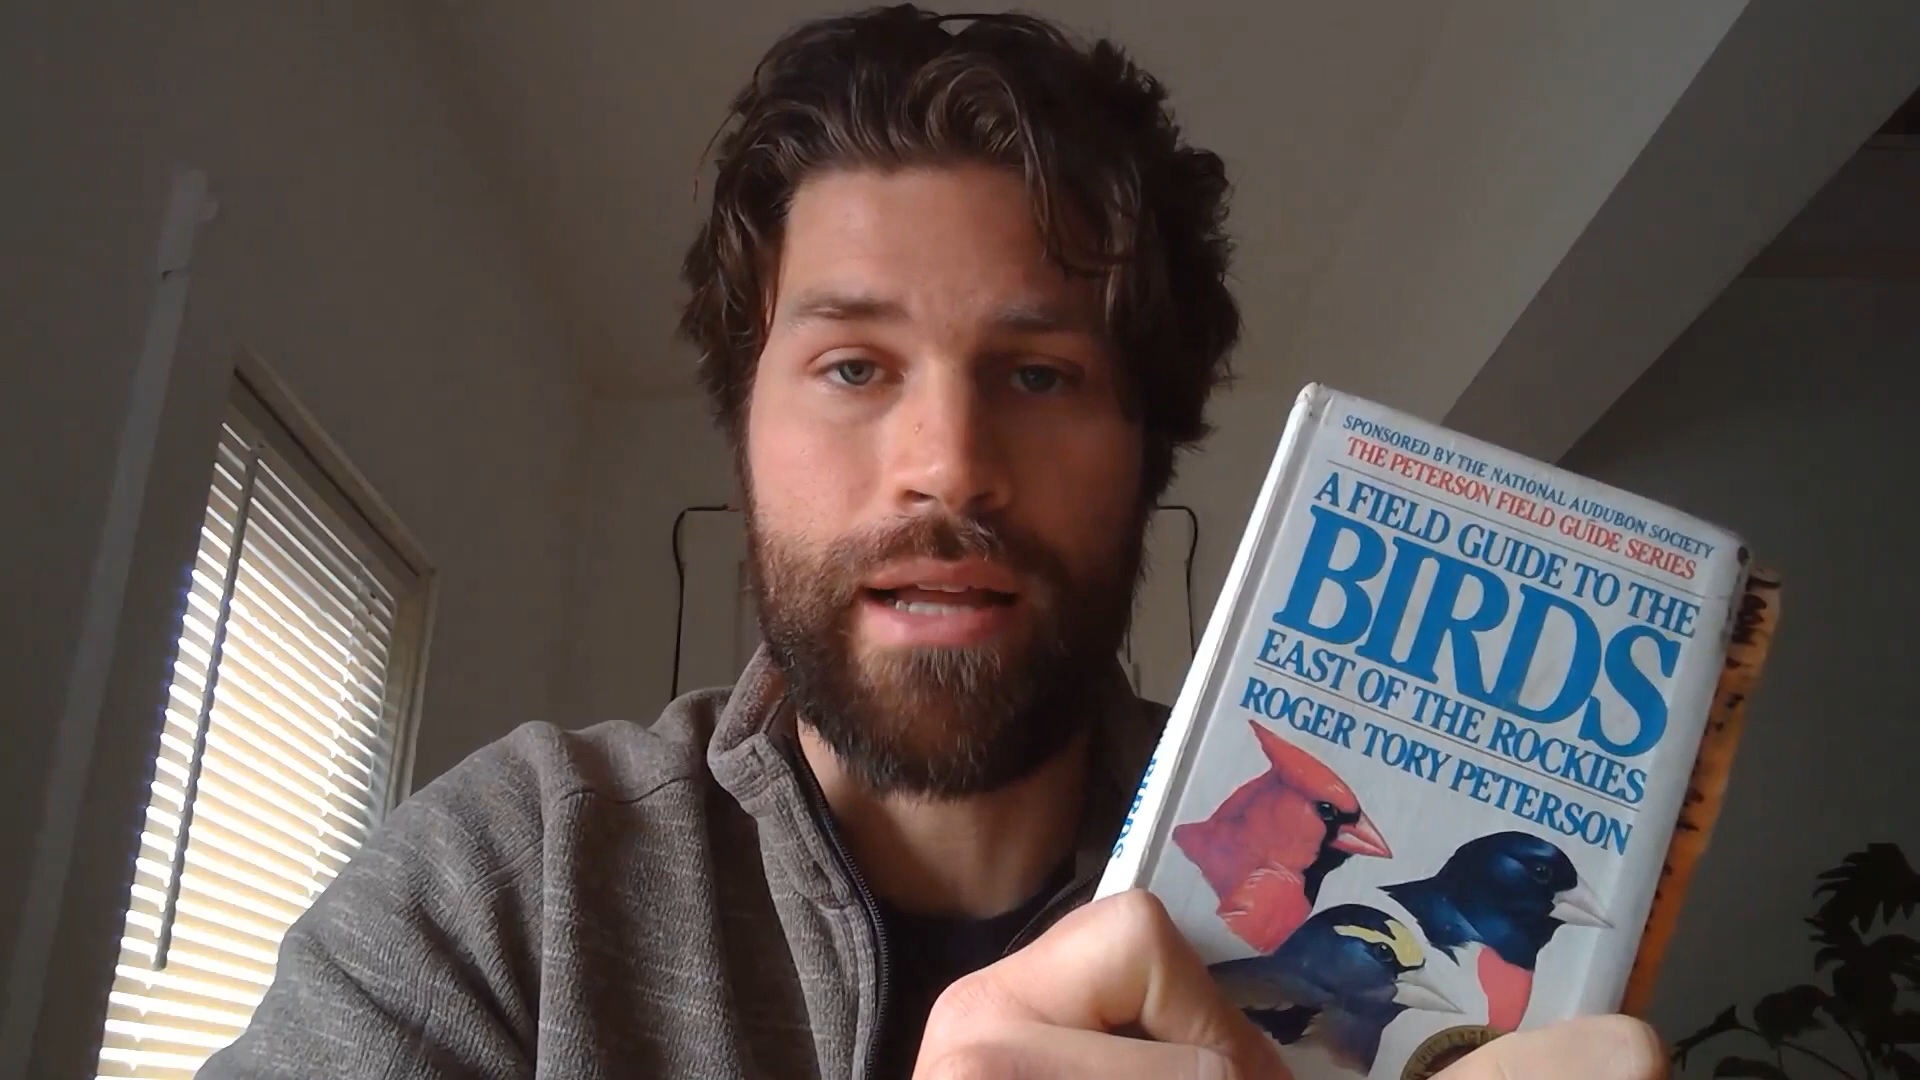 SPONSORED BY THE NATIONAL AUDUBON SOCIETY
THE PETERSON FIELD GUIDE SERIES
A FIELD GUIDE TO THE
BIRDS
EAST OF THE ROCKIES
ROGER TORY PETERSON